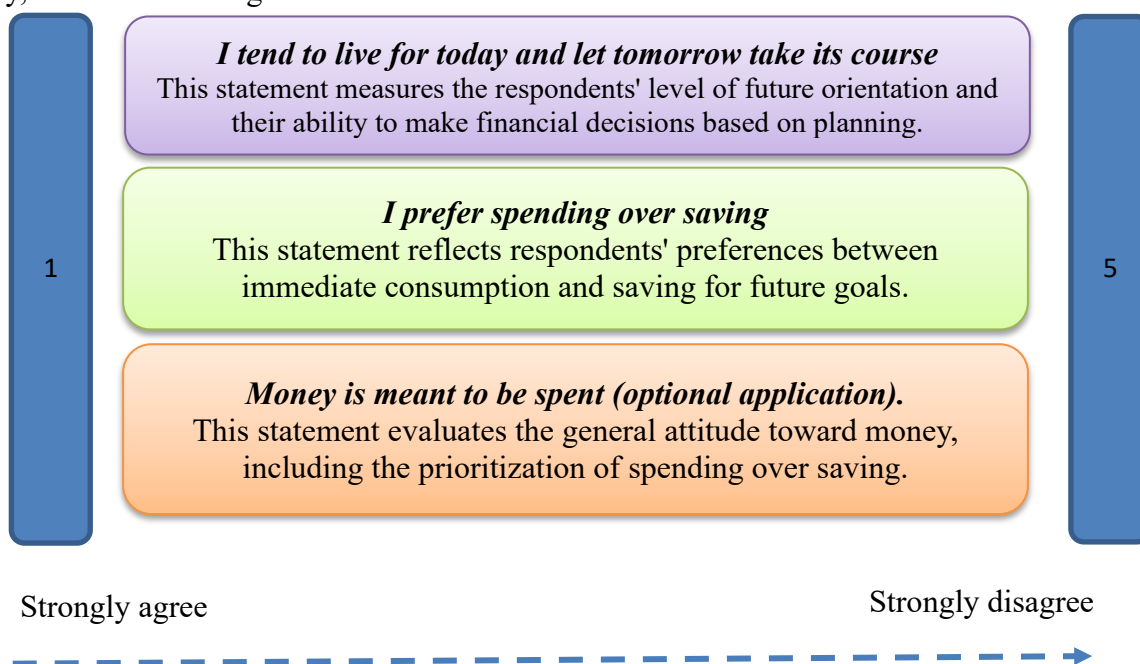 I tend to live for today and let tomorrow take its course
This statement measures the respondents' level of future orientation and
their ability to make financial decisions based on planning.
I prefer spending over saving
This statement reflects respondents' preferences between
immediate consumption and saving for future goals.
1
5
Money is meant to be spent (optional application).
This statement evaluates the general attitude toward money,
including the prioritization of spending over saving.
Strongly agree
Strongly disagree